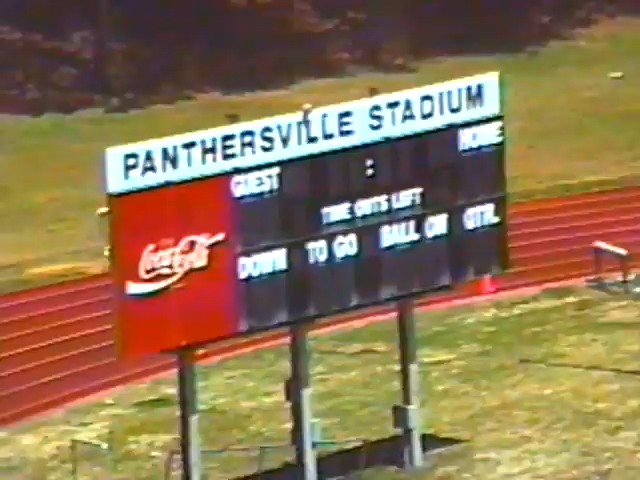 PANTHERSVILLE STADIUM
GUEST : HOME
TIME OUTS LEFT
DOWN TO GO BALL ON QTR.
Coca-Cola